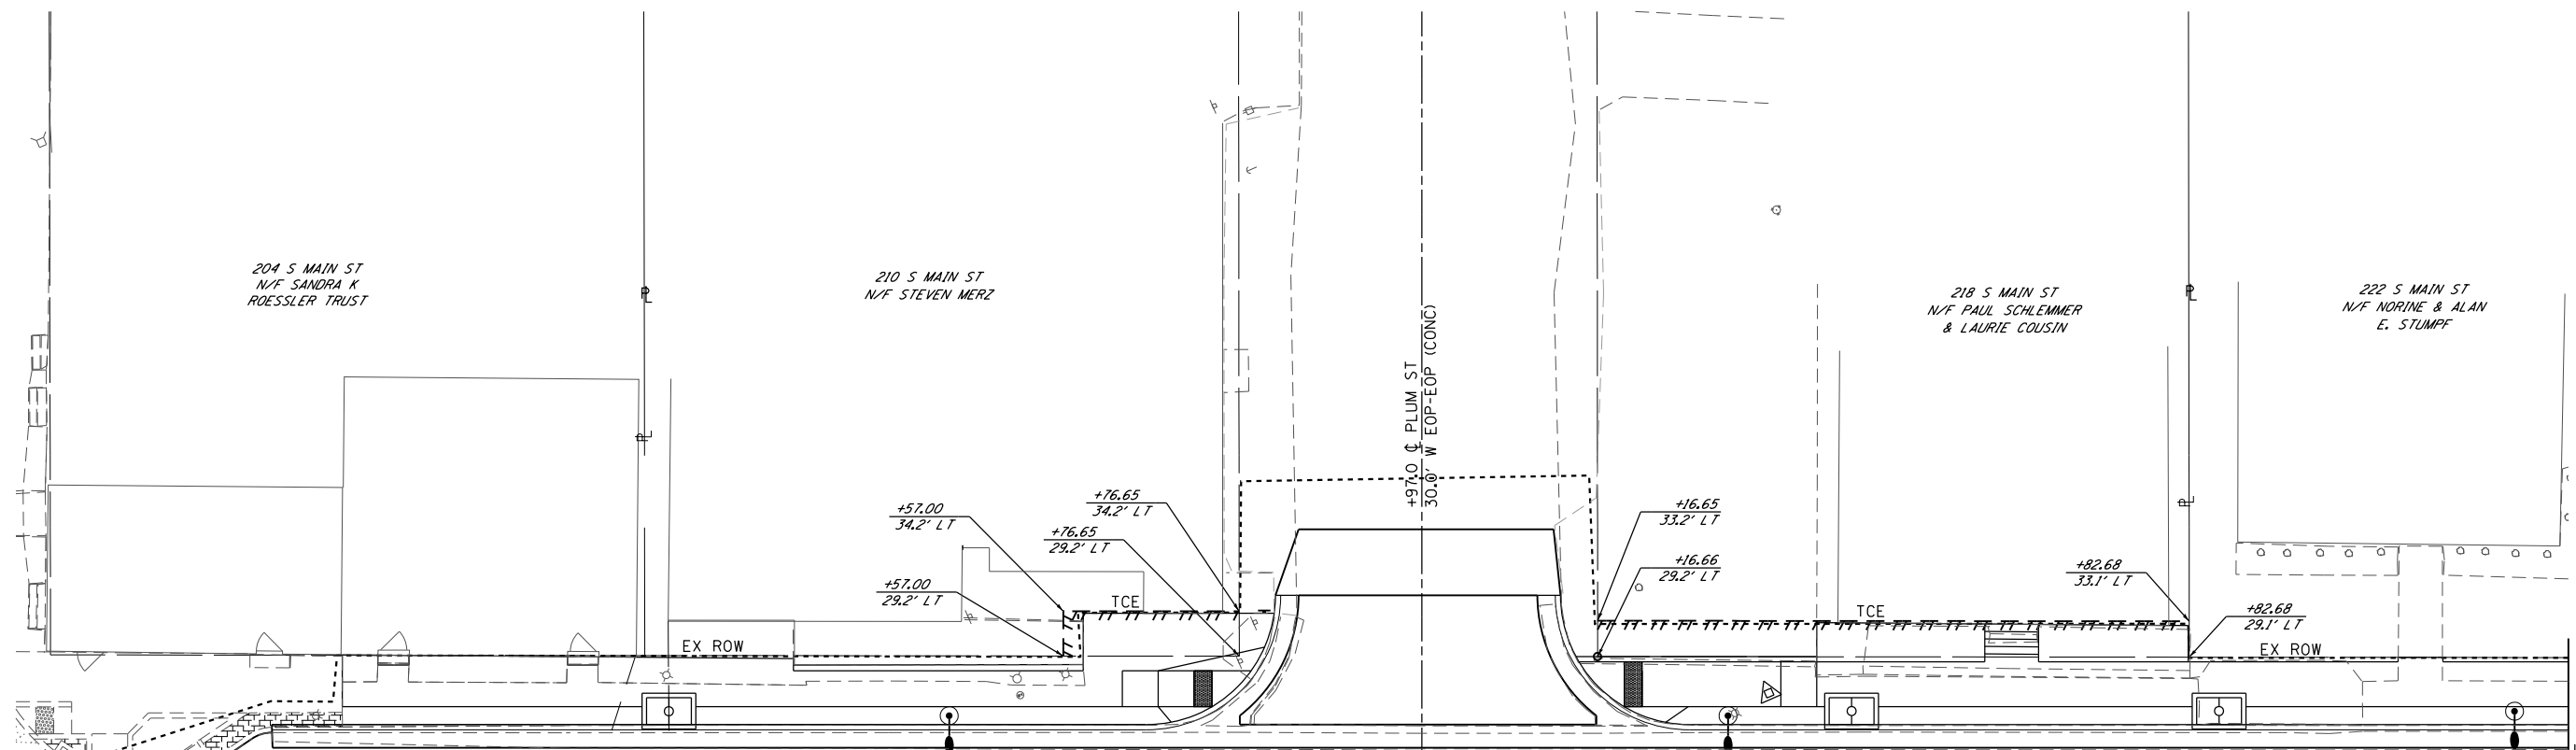 204 S MAIN ST
N/F SANDRA K
ROESSLER TRUST
210 S MAIN ST
N/F STEVEN MERZ
218 S MAIN ST
N/F PAUL SCHLEMMER
& LAURIE COUSIN
222 S MAIN ST
N/F NORINE & ALAN
E. STUMPF
PL
PL
PL
PL
+97.0 ℄ PLUM ST
30.0' W EOP-EOP (CONC)
+57.00
34.2' LT
+76.65
34.2' LT
+76.65
29.2' LT
+57.00
29.2' LT
+16.65
33.2' LT
+16.66
29.2' LT
+82.68
33.1' LT
+82.68
29.1' LT
TCE
TCE
EX ROW
EX ROW